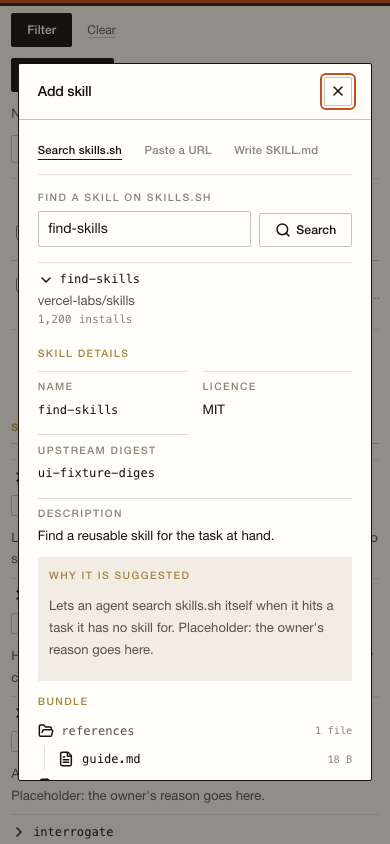 Filter
Clear
Add skill
Search skills.sh
Paste a URL
Write SKILL.md
FIND A SKILL ON SKILLS.SH
find-skills
Search
find-skills
vercel-labs/skills
1,200 installs
SKILL DETAILS
NAME
LICENCE
find-skills
MIT
UPSTREAM DIGEST
ui-fixture-diges
DESCRIPTION
Find a reusable skill for the task at hand.
WHY IT IS SUGGESTED
Lets an agent search skills.sh itself when it hits a
task it has no skill for. Placeholder: the owner's
reason goes here.
BUNDLE
references
1 file
guide.md
18 B
Placeholder: the owner's reason goes here.
interrogate